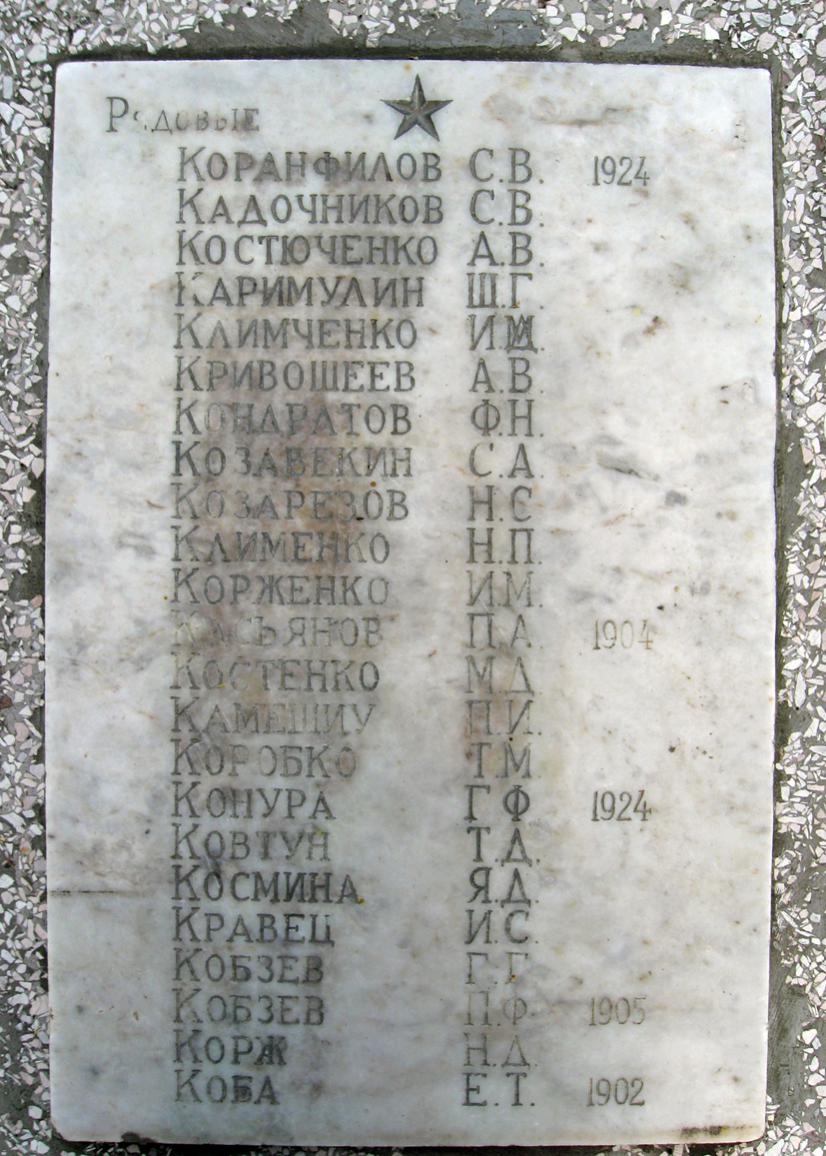 Рядовые
Коранфилов С.В. 1924
Кадочников С.В.
Костюченко А.В.
Каримулин Ш.Г.
Климченко И.
Кривошеев А.В.
Кондратов Ф.Н.
Козавекин С.А.
Козарезов Н.С.
Клименко Н.П.
Корженко И.М.
Касьянов П.А. 1904
Костенко М.Д.
Камешиу П.И.
Коробко Т.М.
Копура Г.Ф. 1924
Ковтун Т.Д.
Космина Я.Д.
Кравец И.С.
Кобзев Г.Г.
Кобзев П.Ф. 1905
Корж Н.Д.
Коба Е.Т. 1902